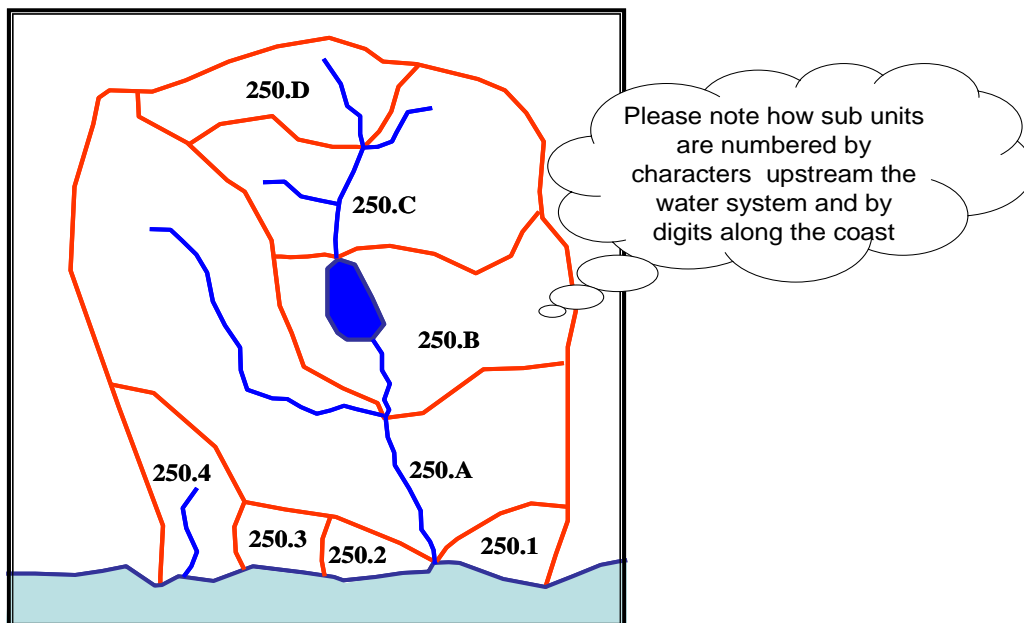 250.D
Please note how sub units
are numbered by
characters upstream the
water system and by
digits along the coast
250.C
250.B
250.A
250.4
250.3
250.2
250.1